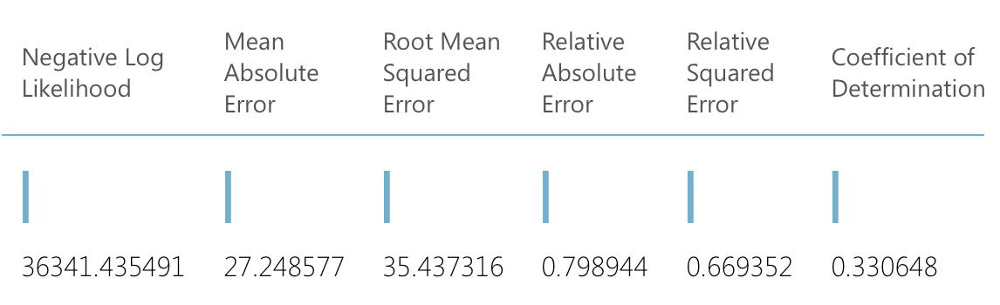 Negative Log
Likelihood
Mean
Absolute
Error
Root Mean
Squared
Error
Relative
Absolute
Error
Relative
Squared
Error
Coefficient of
Determination
36341.435491
27.248577
35.437316
0.798944
0.669352
0.330648